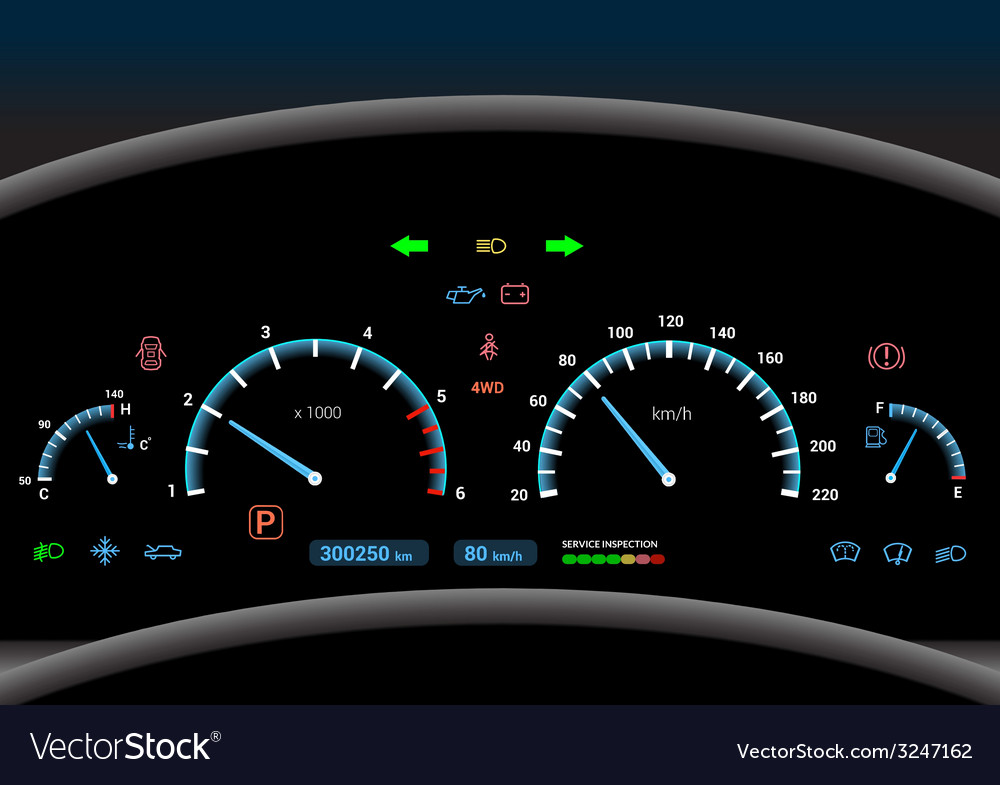 120
100
140
3
4
80
160
140
H
2
5
60
180
F
90
x 1000
4WD
km/h
C°
40
200
50
C
1
6
20
220
E
P
300250 km
80 km/h
SERVICE INSPECTION
VectorStock®
VectorStock.com/3247162